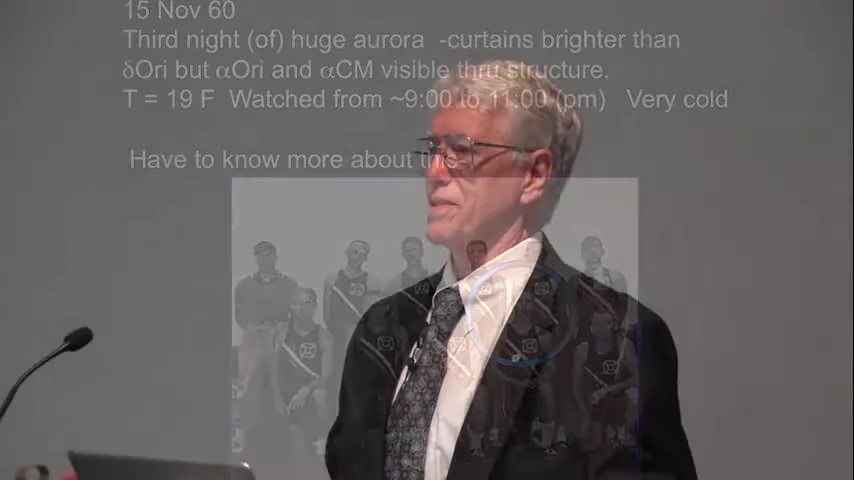 15 Nov 60
Third night (of) huge aurora -curtains brighter than
δOri but αOri and αCM visible thru structure.
T = 19 F Watched from ~9:00 to 11:00 (pm) Very cold
Have to know more about this